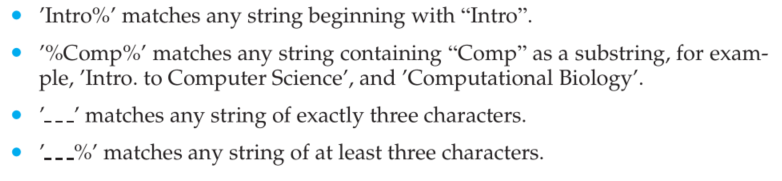 • ′Intro%′ matches any string beginning with “Intro”.
• ′%Comp%′ matches any string containing “Comp” as a substring, for exam-
ple, ′Intro. to Computer Science′, and ′Computational Biology′.
• ′___′ matches any string of exactly three characters.
• ′___%′ matches any string of at least three characters.